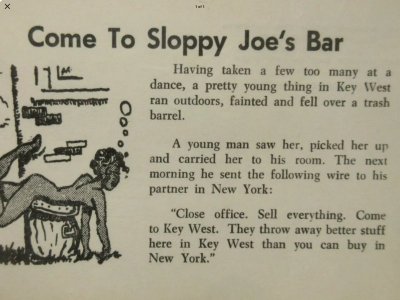 1 of 1
Come To Sloppy Joe's Bar
Having taken a few too many at a
dance, a pretty young thing in Key West
ran outdoors, fainted and fell over a trash
barrel.
A young man saw her, picked her up
and carried her to his room. The next
morning he sent the following wire to his
partner in New York:
"Close office. Sell everything. Come
to Key West. They throw away better stuff
here in Key West than you can buy in
New York."